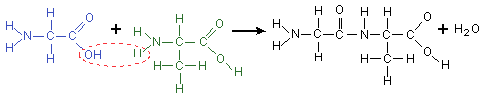 H H O
H N C C OH
H
+
H H O
H N C C O H
H C H
H
H H O H H O
H N C C N C C O H
H H C H
H
+ H₂O